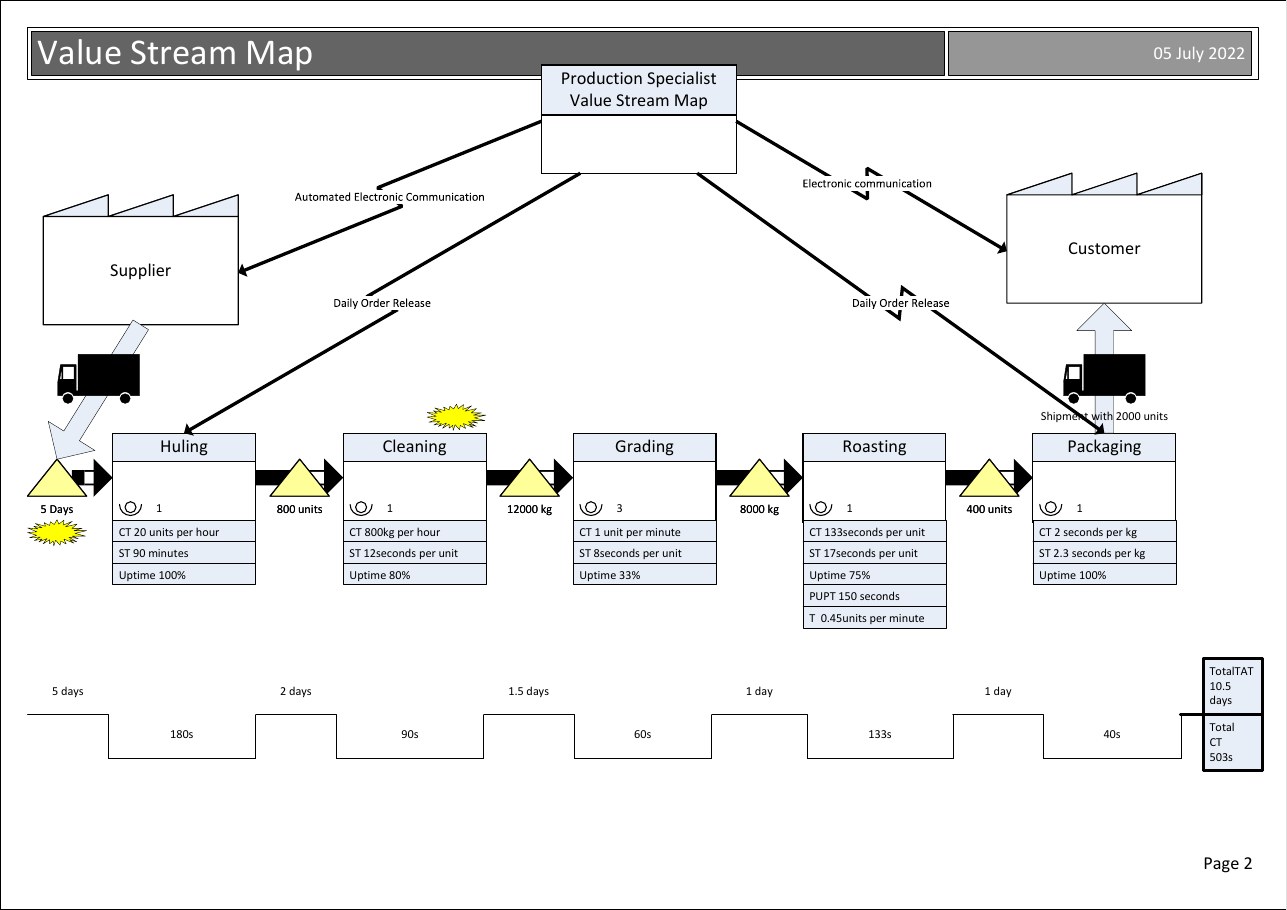 Value Stream Map
05 July 2022
Production Specialist
Value Stream Map
Automated Electronic Communication
Electronic communication
Supplier
Customer
Daily Order Release
Daily Order Release
Shipment with 2000 units
Huling
Cleaning
Grading
Roasting
Packaging
5 Days
1
800 units
1
12000 kg
3
8000 kg
1
400 units
1
CT 20 units per hour
ST 90 minutes
Uptime 100%
CT 800kg per hour
ST 12seconds per unit
Uptime 80%
CT 1 unit per minute
ST 8seconds per unit
Uptime 33%
CT 133seconds per unit
ST 17seconds per unit
Uptime 75%
PUPT 150 seconds
T 0.45units per minute
CT 2 seconds per kg
ST 2.3 seconds per kg
Uptime 100%
5 days
2 days
1.5 days
1 day
1 day
180s
90s
60s
133s
40s
TotalTAT
10.5
days
Total
CT
503s
Page 2